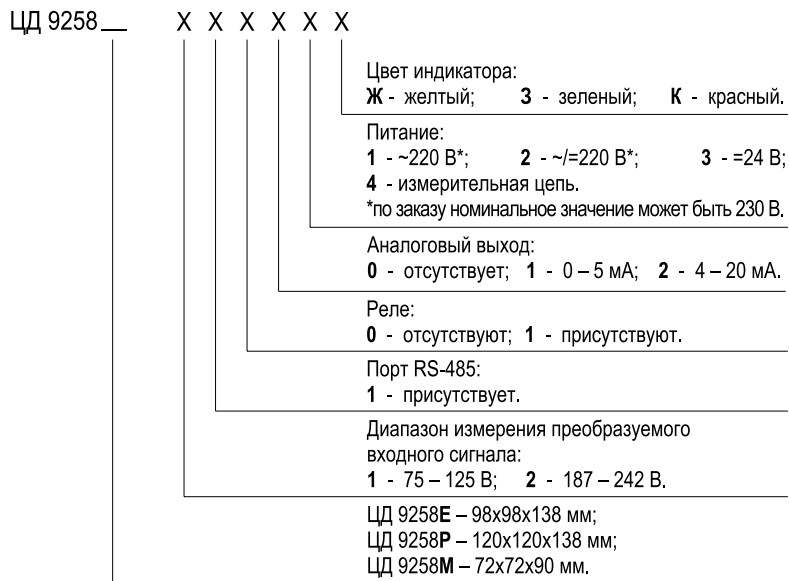 ЦД 9258__ X X X X X X
Цвет индикатора:
Ж - желтый; З - зеленый; К - красный.
Питание:
1 - ~220 В*; 2 - ~/=220 В*; 3 - =24 В;
4 - измерительная цепь.
*по заказу номинальное значение может быть 230 В.
Аналоговый выход:
0 - отсутствует; 1 - 0 – 5 мА; 2 - 4 – 20 мА.
Реле:
0 - отсутствуют; 1 - присутствуют.
Порт RS-485:
1 - присутствует.
Диапазон измерения преобразуемого
входного сигнала:
1 - 75 – 125 В; 2 - 187 – 242 В.
ЦД 9258Е – 98х98х138 мм;
ЦД 9258Р – 120х120х138 мм;
ЦД 9258М – 72х72х90 мм.